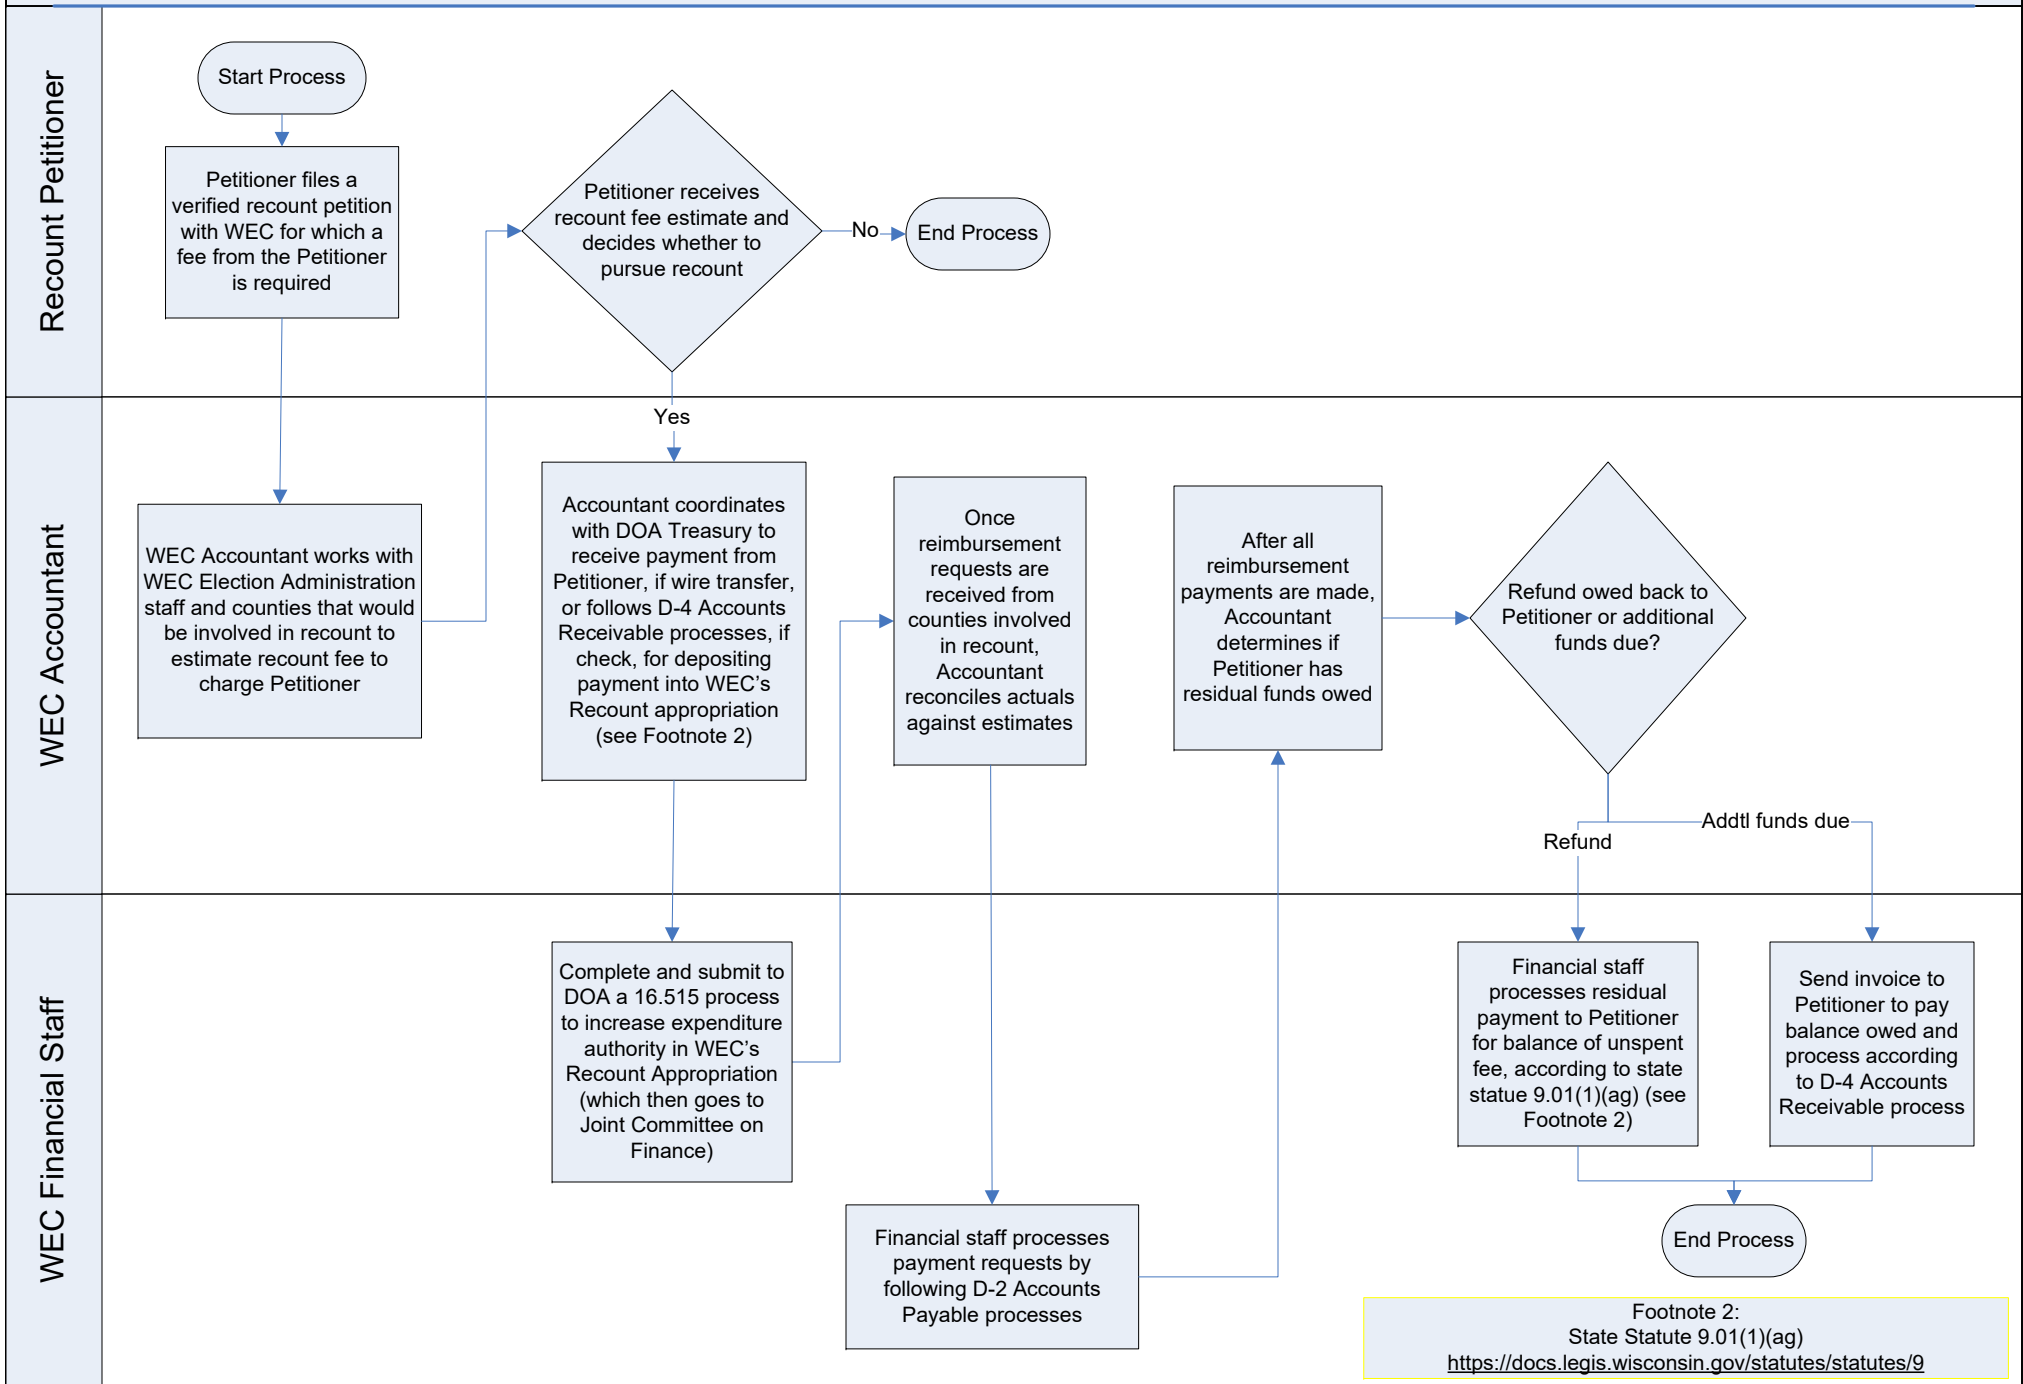 Recount Petitioner
Start Process
Petitioner files a
verified recount petition
with WEC for which a
fee from the Petitioner
is required
Petitioner receives
recount fee estimate and
decides whether to
pursue recount
No
End Process
Yes
WEC Accountant
WEC Accountant works with
WEC Election Administration
staff and counties that would
be involved in recount to
estimate recount fee to
charge Petitioner
Accountant coordinates
with DOA Treasury to
receive payment from
Petitioner, if wire transfer,
or follows D-4 Accounts
Receivable processes, if
check, for depositing
payment into WEC’s
Recount appropriation
(see Footnote 2)
Once
reimbursement
requests are
received from
counties involved
in recount,
Accountant
reconciles actuals
against estimates
After all
reimbursement
payments are made,
Accountant
determines if
Petitioner has
residual funds owed
Refund owed back to
Petitioner or additional
funds due?
Refund
Addtl funds due
WEC Financial Staff
Complete and submit to
DOA a 16.515 process
to increase expenditure
authority in WEC’s
Recount Appropriation
(which then goes to
Joint Committee on
Finance)
Financial staff processes
payment requests by
following D-2 Accounts
Payable processes
Financial staff
processes residual
payment to Petitioner
for balance of unspent
fee, according to state
statue 9.01(1)(ag) (see
Footnote 2)
Send invoice to
Petitioner to pay
balance owed and
process according
to D-4 Accounts
Receivable process
End Process
Footnote 2:
State Statute 9.01(1)(ag)
https://docs.legis.wisconsin.gov/statutes/statutes/9